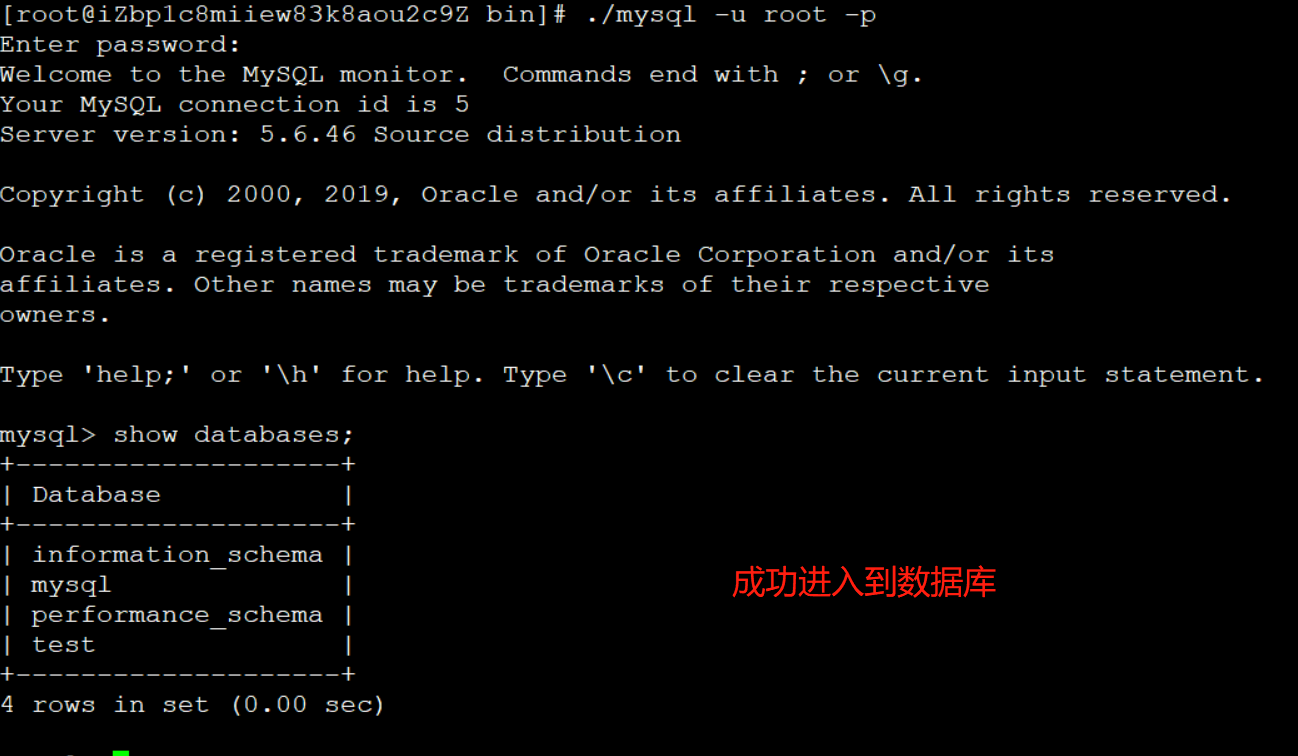 [root@iZbp1c8miiew83k8aou2c9Z bin]# ./mysql -u root -p
Enter password:
Welcome to the MySQL monitor.  Commands end with ; or \g.
Your MySQL connection id is 5
Server version: 5.6.46 Source distribution
Copyright (c) 2000, 2019, Oracle and/or its affiliates. All rights reserved.
Oracle is a registered trademark of Oracle Corporation and/or its
affiliates. Other names may be trademarks of their respective
owners.
Type 'help;' or '\h' for help. Type '\c' to clear the current input statement.
mysql> show databases;
+--------------------+
| Database           |
+--------------------+
| information_schema |
| mysql              |
| performance_schema |
| test               |
+--------------------+
4 rows in set (0.00 sec)
成功进入到数据库